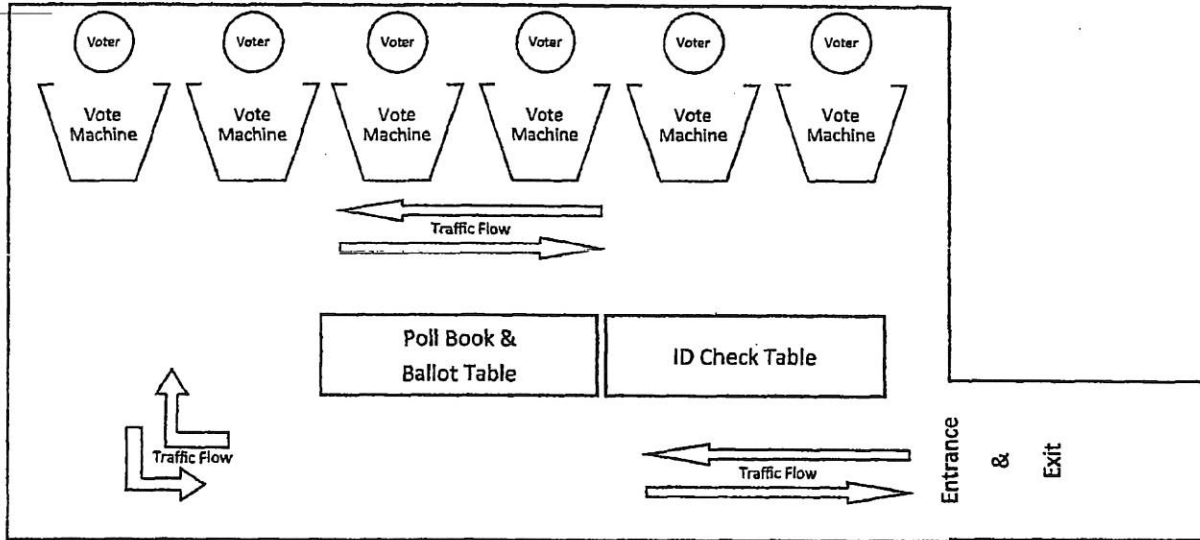 Voter Voter Voter Voter Voter Voter
Vote Vote Vote Vote Vote Vote
Machine Machine Machine Machine Machine Machine
Traffic Flow
Poll Book &
Ballot Table
ID Check Table
Traffic Flow
Traffic Flow
Entrance
&
Exit